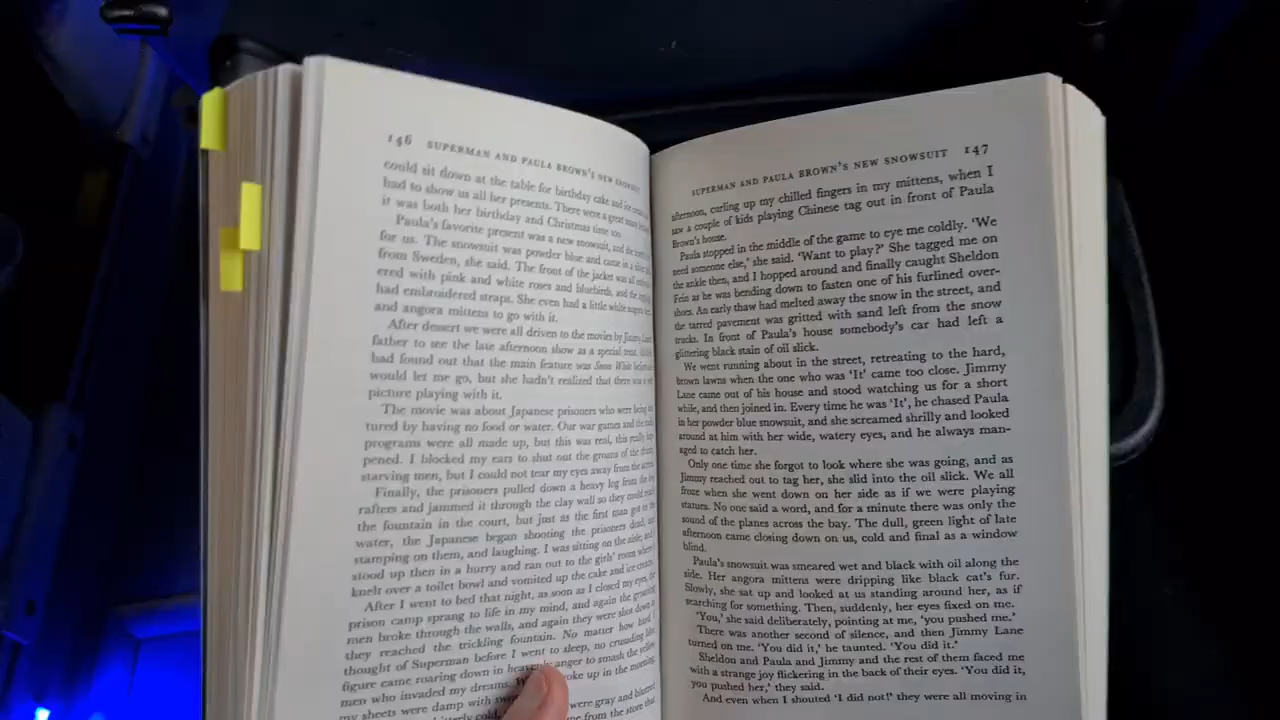 146 SUPERMAN AND PAULA BROWN'S NEW SNOWSUIT
could sit down at the table for birthday cake and ice cream
had to show us all her presents. There were a great many
it was both her birthday and Christmas time too.
Paula's favorite present was a new snowsuit, and she
for us. The snowsuit was powder blue and came in a
from Sweden, she said. The front of the jacket was all
ered with pink and white roses and bluebirds, and the
had embroidered straps. She even had a little white angora
and angora mittens to go with it.
After dessert we were all driven to the movies by Jimmy Lane's
father to see the late afternoon show as a special treat.
had found out that the main feature was Snow White before
would let me go, but she hadn't realized that there was a
picture playing with it.
The movie was about Japanese prisoners who were being
tured by having no food or water. Our war games and the
programs were all made up, but this was real, this really
pened. I blocked my ears to shut out the groans of the
starving men, but I could not tear my eyes away from the
Finally, the prisoners pulled down a heavy log from the
rafters and jammed it through the clay wall so they could
the fountain in the court, but just as the first man got to the
water, the Japanese began shooting the prisoners dead, and
stamping on them, and laughing. I was sitting on the aisle, and
stood up then in a hurry and ran out to the girls' room where
knelt over a toilet bowl and vomited up the cake and ice cream.
After I went to bed that night, as soon as I closed my eyes, the
prison camp sprang to life in my mind, and again the groaning
men broke through the walls, and again they were shot down as
they reached the trickling fountain. No matter how hard I
thought of Superman before I went to sleep, no crusading blue
figure came roaring down in heavenly anger to smash the yellow
men who invaded my dreams. woke up in the morning,
my sheets were damp with
bitterly cold, were gray and blurred
from the store that
SUPERMAN AND PAULA BROWN'S NEW SNOWSUIT 147
afternoon, curling up my chilled fingers in my mittens, when I
saw a couple of kids playing Chinese tag out in front of Paula
Brown's house.
Paula stopped in the middle of the game to eye me coldly. 'We
need someone else,' she said. 'Want to play?' She tagged me on
the ankle then, and I hopped around and finally caught Sheldon
Fein as he was bending down to fasten one of his furlined over-
shoes. An early thaw had melted away the snow in the street, and
the tarred pavement was gritted with sand left from the snow
trucks. In front of Paula's house somebody's car had left a
glittering black stain of oil slick.
We went running about in the street, retreating to the hard,
brown lawns when the one who was 'It' came too close. Jimmy
Lane came out of his house and stood watching us for a short
while, and then joined in. Every time he was 'It', he chased Paula
in her powder blue snowsuit, and she screamed shrilly and looked
around at him with her wide, watery eyes, and he always man-
aged to catch her.
Only one time she forgot to look where she was going, and as
Jimmy reached out to tag her, she slid into the oil slick. We all
froze when she went down on her side as if we were playing
statues. No one said a word, and for a minute there was only the
sound of the planes across the bay. The dull, green light of late
afternoon came closing down on us, cold and final as a window
blind.
Paula's snowsuit was smeared wet and black with oil along the
side. Her angora mittens were dripping like black cat's fur.
Slowly, she sat up and looked at us standing around her, as if
searching for something. Then, suddenly, her eyes fixed on me.
'You,' she said deliberately, pointing at me, 'you pushed me.'
There was another second of silence, and then Jimmy Lane
turned on me. 'You did it,' he taunted. 'You did it.'
Sheldon and Paula and Jimmy and the rest of them faced me
with a strange joy flickering in the back of their eyes. 'You did it,
you pushed her,' they said.
And even when I shouted 'I did not!' they were all moving in